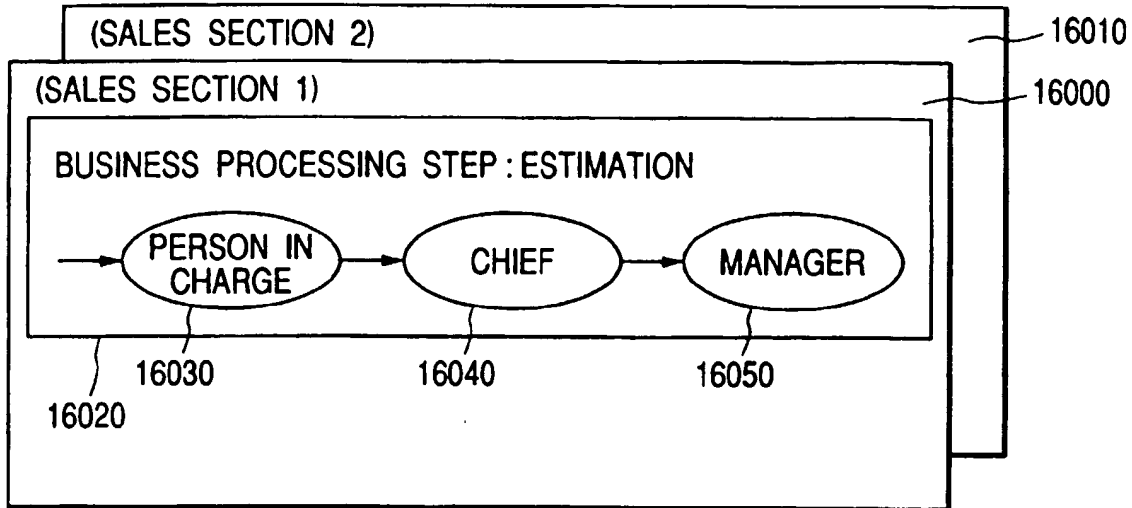 (SALES SECTION 2)
16010
(SALES SECTION 1)
16000
BUSINESS PROCESSING STEP : ESTIMATION
PERSON IN
CHARGE
CHIEF
MANAGER
16030
16040
16050
16020